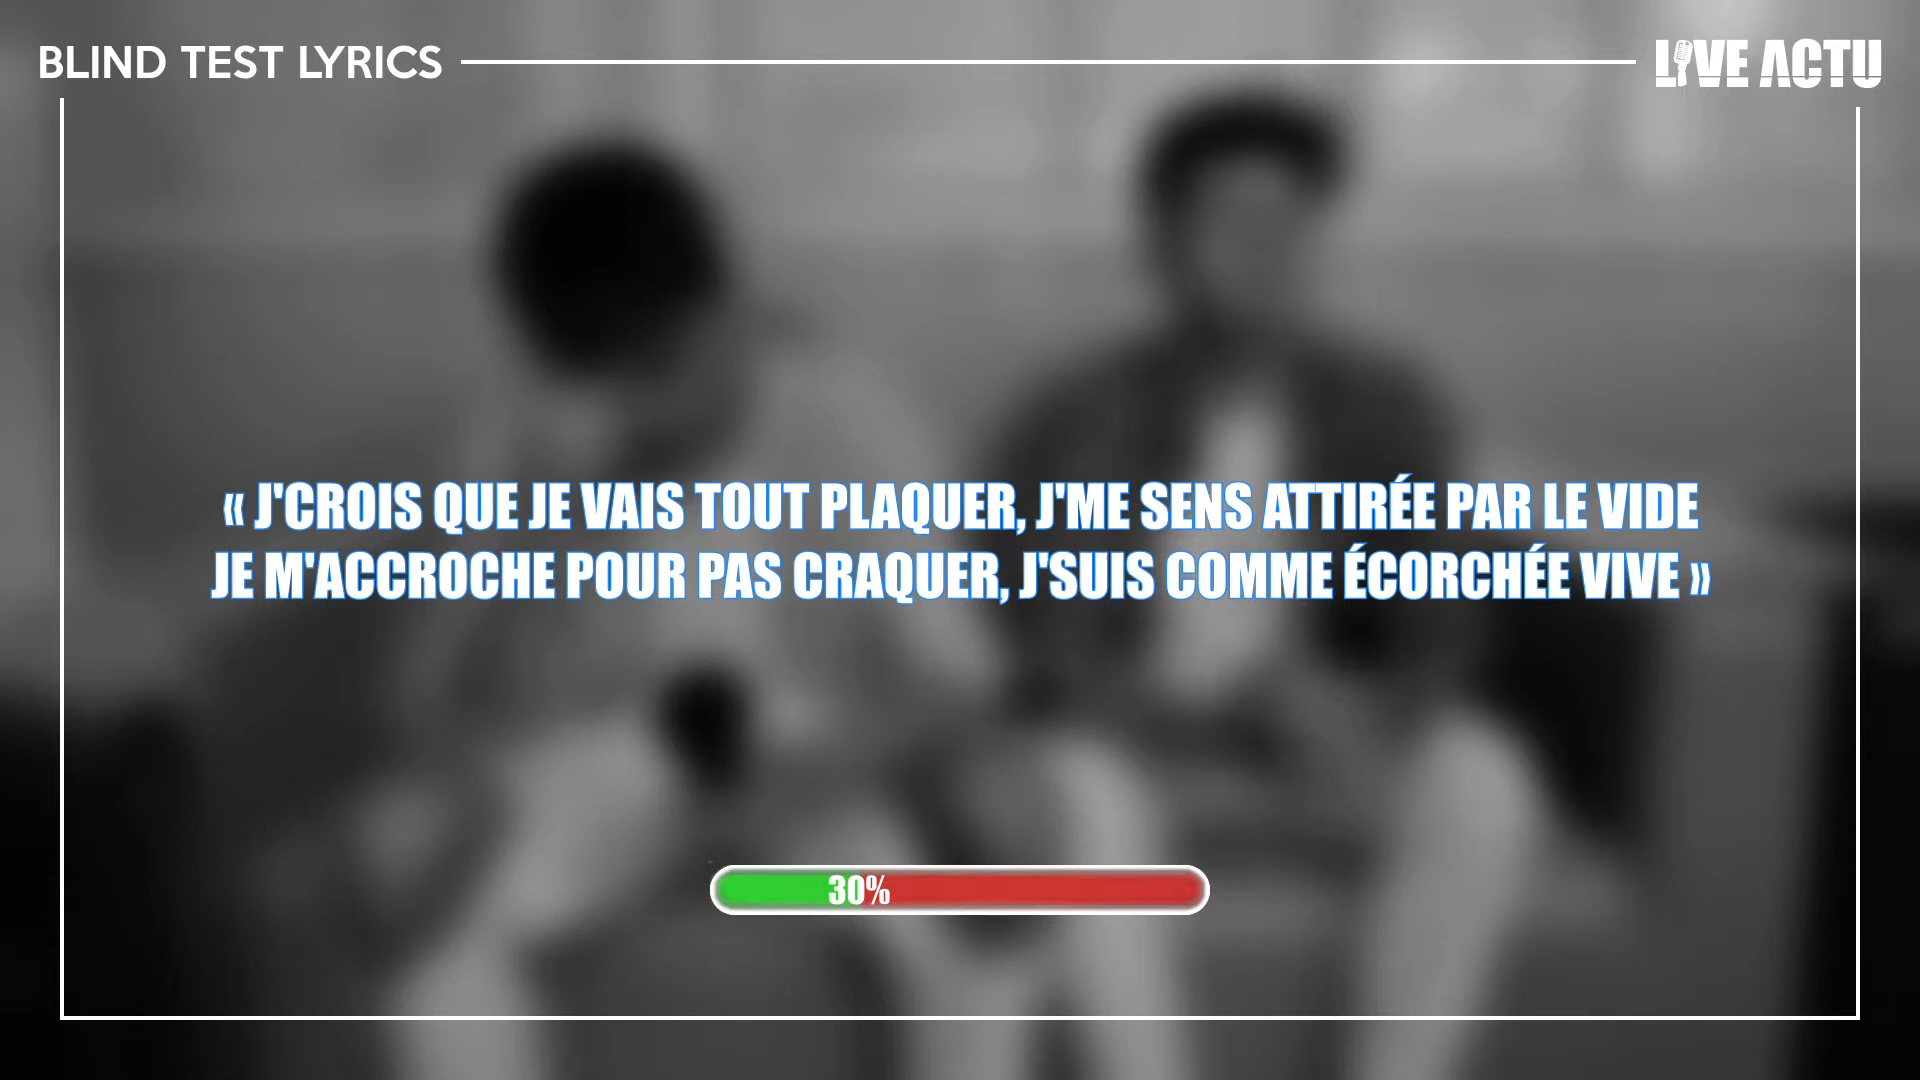 BLIND TEST LYRICS
LIVE ACTU
« J'CROIS QUE JE VAIS TOUT PLAQUER, J'ME SENS ATTIRÉE PAR LE VIDE
JE M'ACCROCHE POUR PAS CRAQUER, J'SUIS COMME ÉCORCHÉE VIVE »
30%